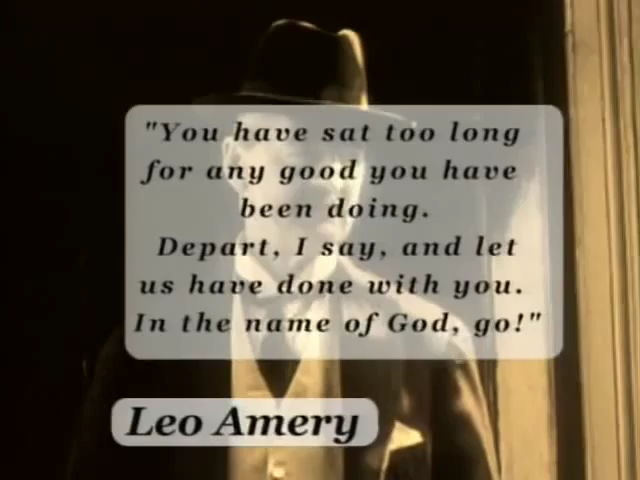 "You have sat too long
for any good you have
been doing.
Depart, I say, and let
us have done with you.
In the name of God, go!"
Leo Amery